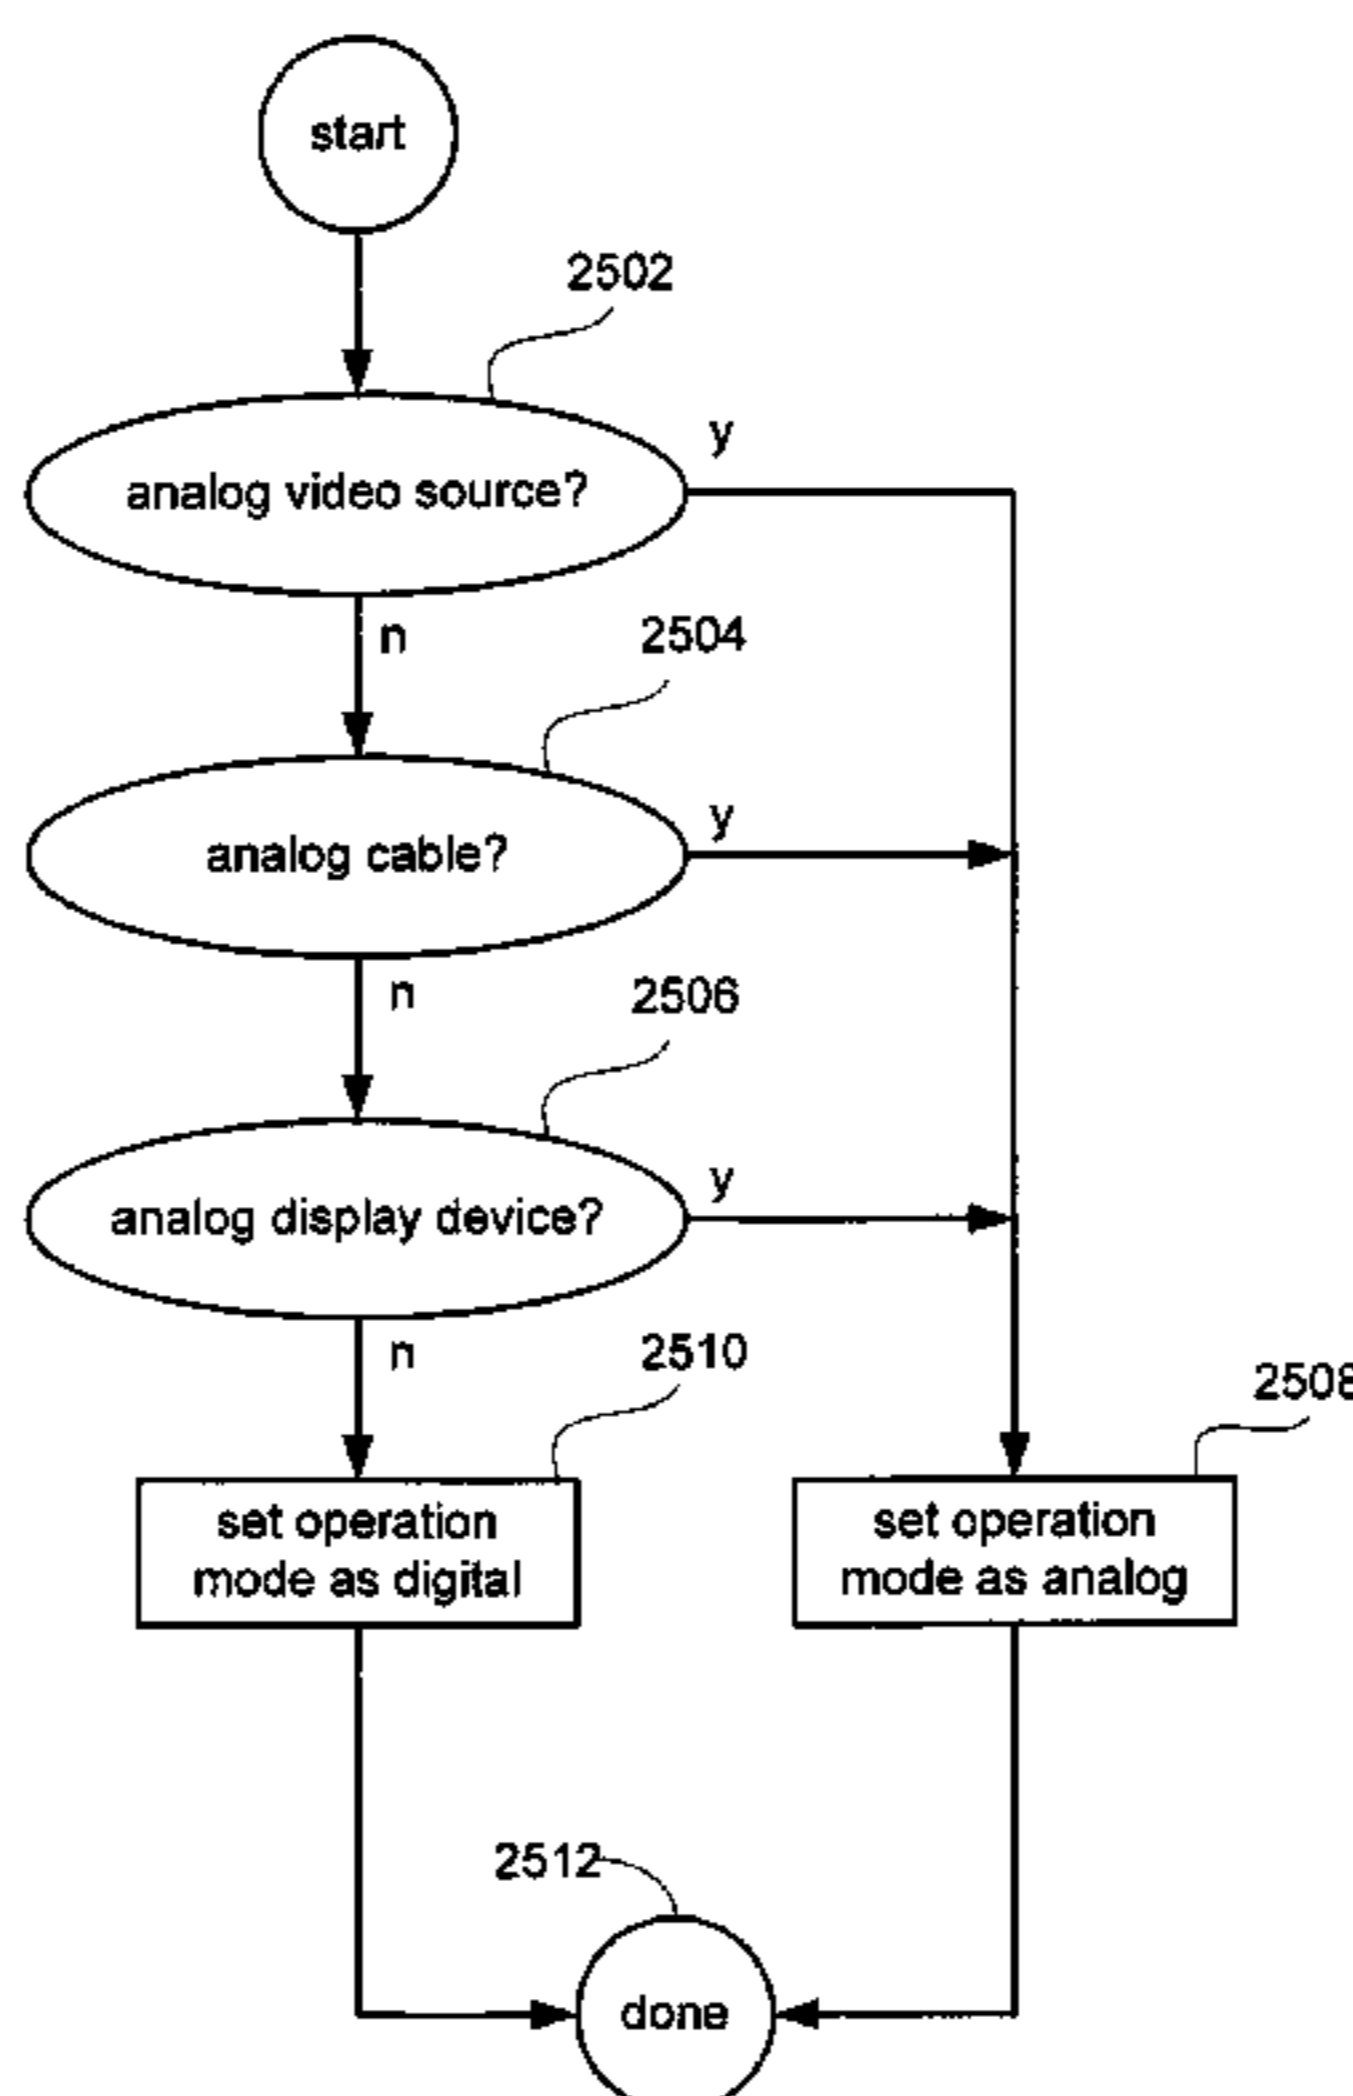 start
2502
analog video source?
y
n
2504
analog cable?
y
n
2506
analog display device?
y
n
2510
2508
set operation
mode as digital
set operation
mode as analog
2512
done